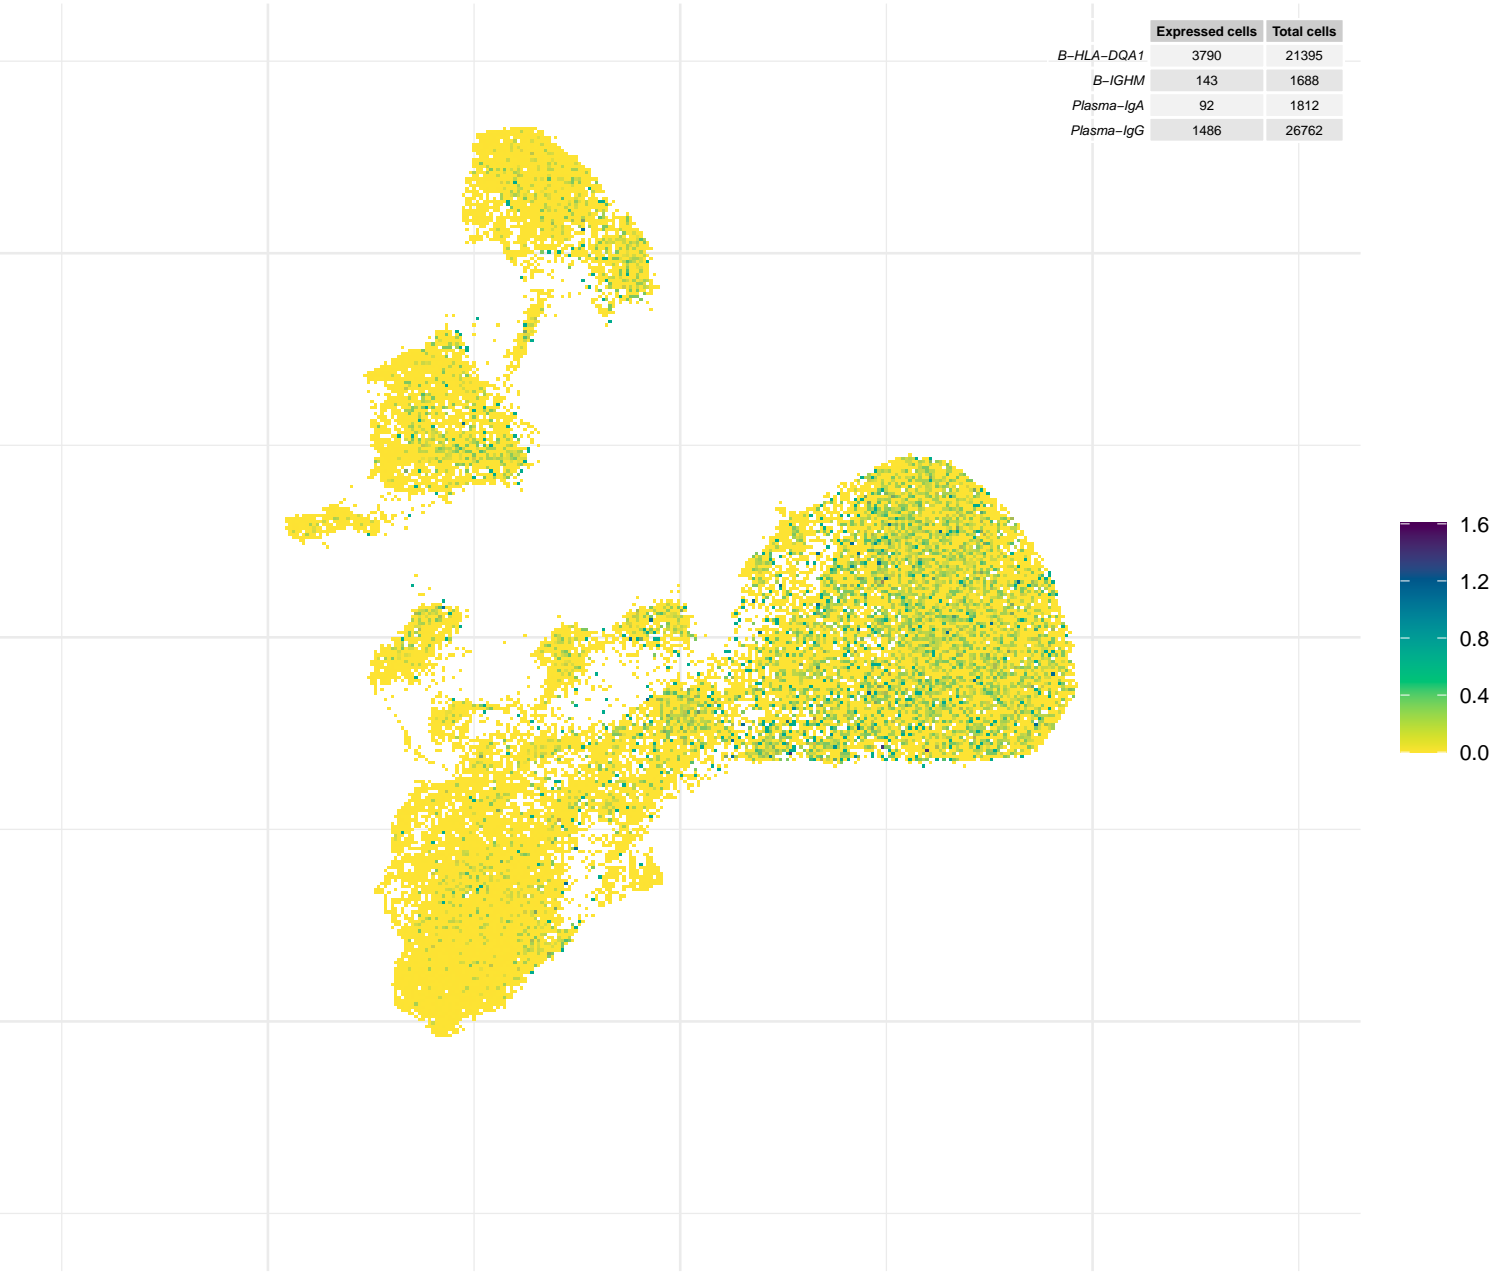 Expressed cells Total cells
B−HLA−DQA1 3790 21395
B−IGHM 143 1688
Plasma−IgA 92 1812
Plasma−IgG 1486 26762
1.6
1.2
0.8
0.4
0.0